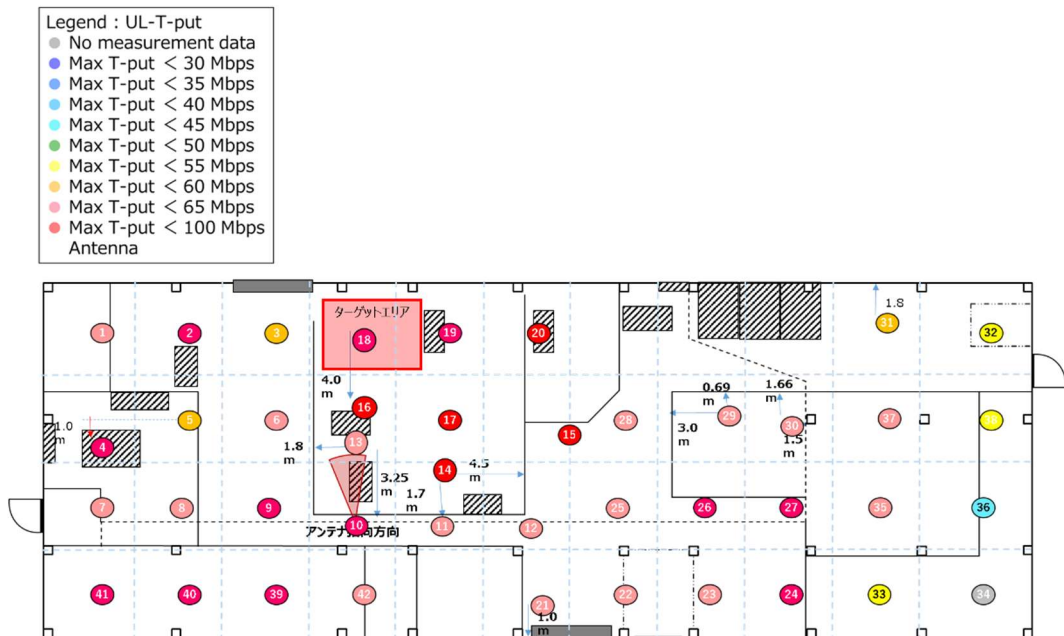 Legend : UL-T-put
No measurement data
Max T-put < 30 Mbps
Max T-put < 35 Mbps
Max T-put < 40 Mbps
Max T-put < 45 Mbps
Max T-put < 50 Mbps
Max T-put < 55 Mbps
Max T-put < 60 Mbps
Max T-put < 65 Mbps
Max T-put < 100 Mbps
Antenna
ターゲットエリア
1.8
1
2
3
18
19
20
31
32
4.0
m
0.69
m
1.66
m
16
5
6
17
28
29
30
37
38
1.0
m
4
1.8
m
13
15
3.0
m
1.5
m
14
4.5
m
3.25
m
1.7
m
7
8
9
10
11
12
25
26
27
35
36
アンテナ指向方向
41
40
39
42
21
22
23
24
33
34
1.0
m